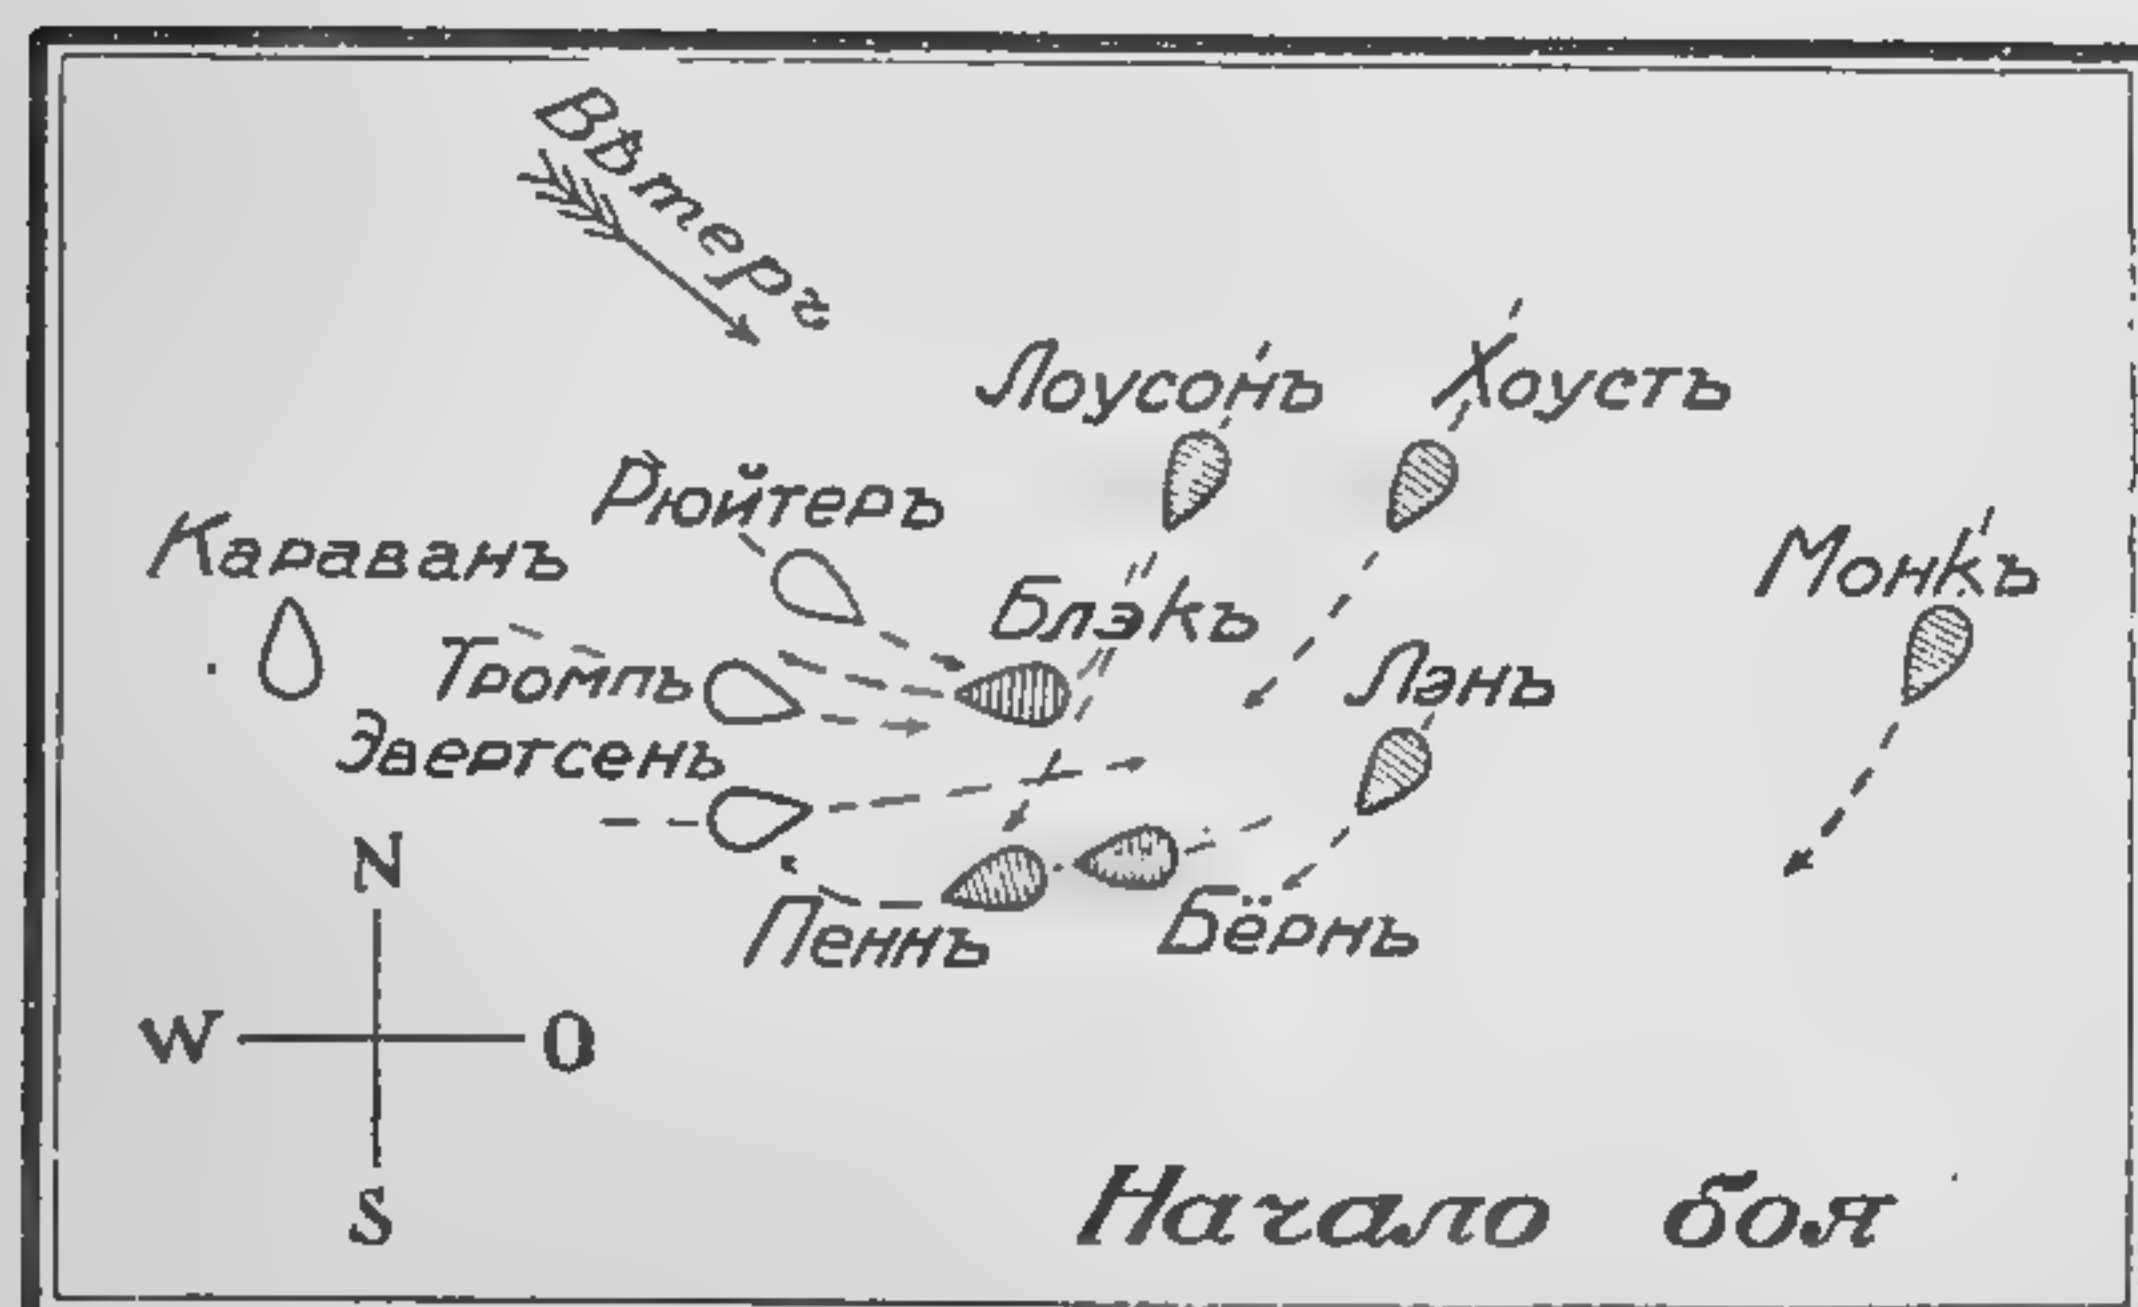 Вѣтеръ
Лоусонъ
Хоустъ
Рюйтеръ
Караванъ
Монкъ
Блэкъ
Тромпъ
Лэнъ
Эвертсенъ
N
Пеннъ
Бёрнъ
W
O
S
Начало боя